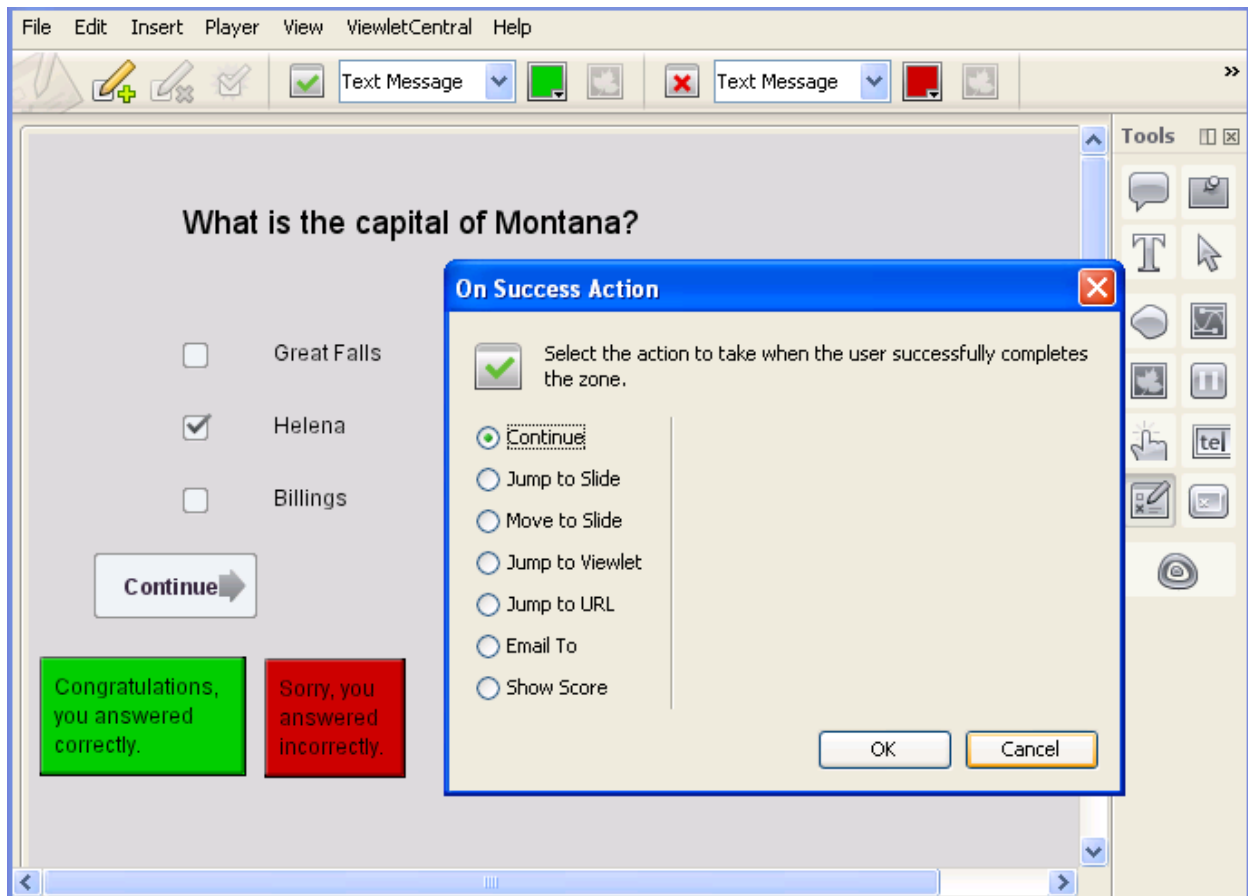 File Edit Insert Player View ViewletCentral Help
Text Message Text Message »
Tools
What is the capital of Montana?
Great Falls
Helena
Billings
Continue
Congratulations,
you answered
correctly.
Sorry, you
answered
incorrectly.
On Success Action
Select the action to take when the user successfully completes
the zone.
Continue
Jump to Slide
Move to Slide
Jump to Viewlet
Jump to URL
Email To
Show Score
OK Cancel
T
tel